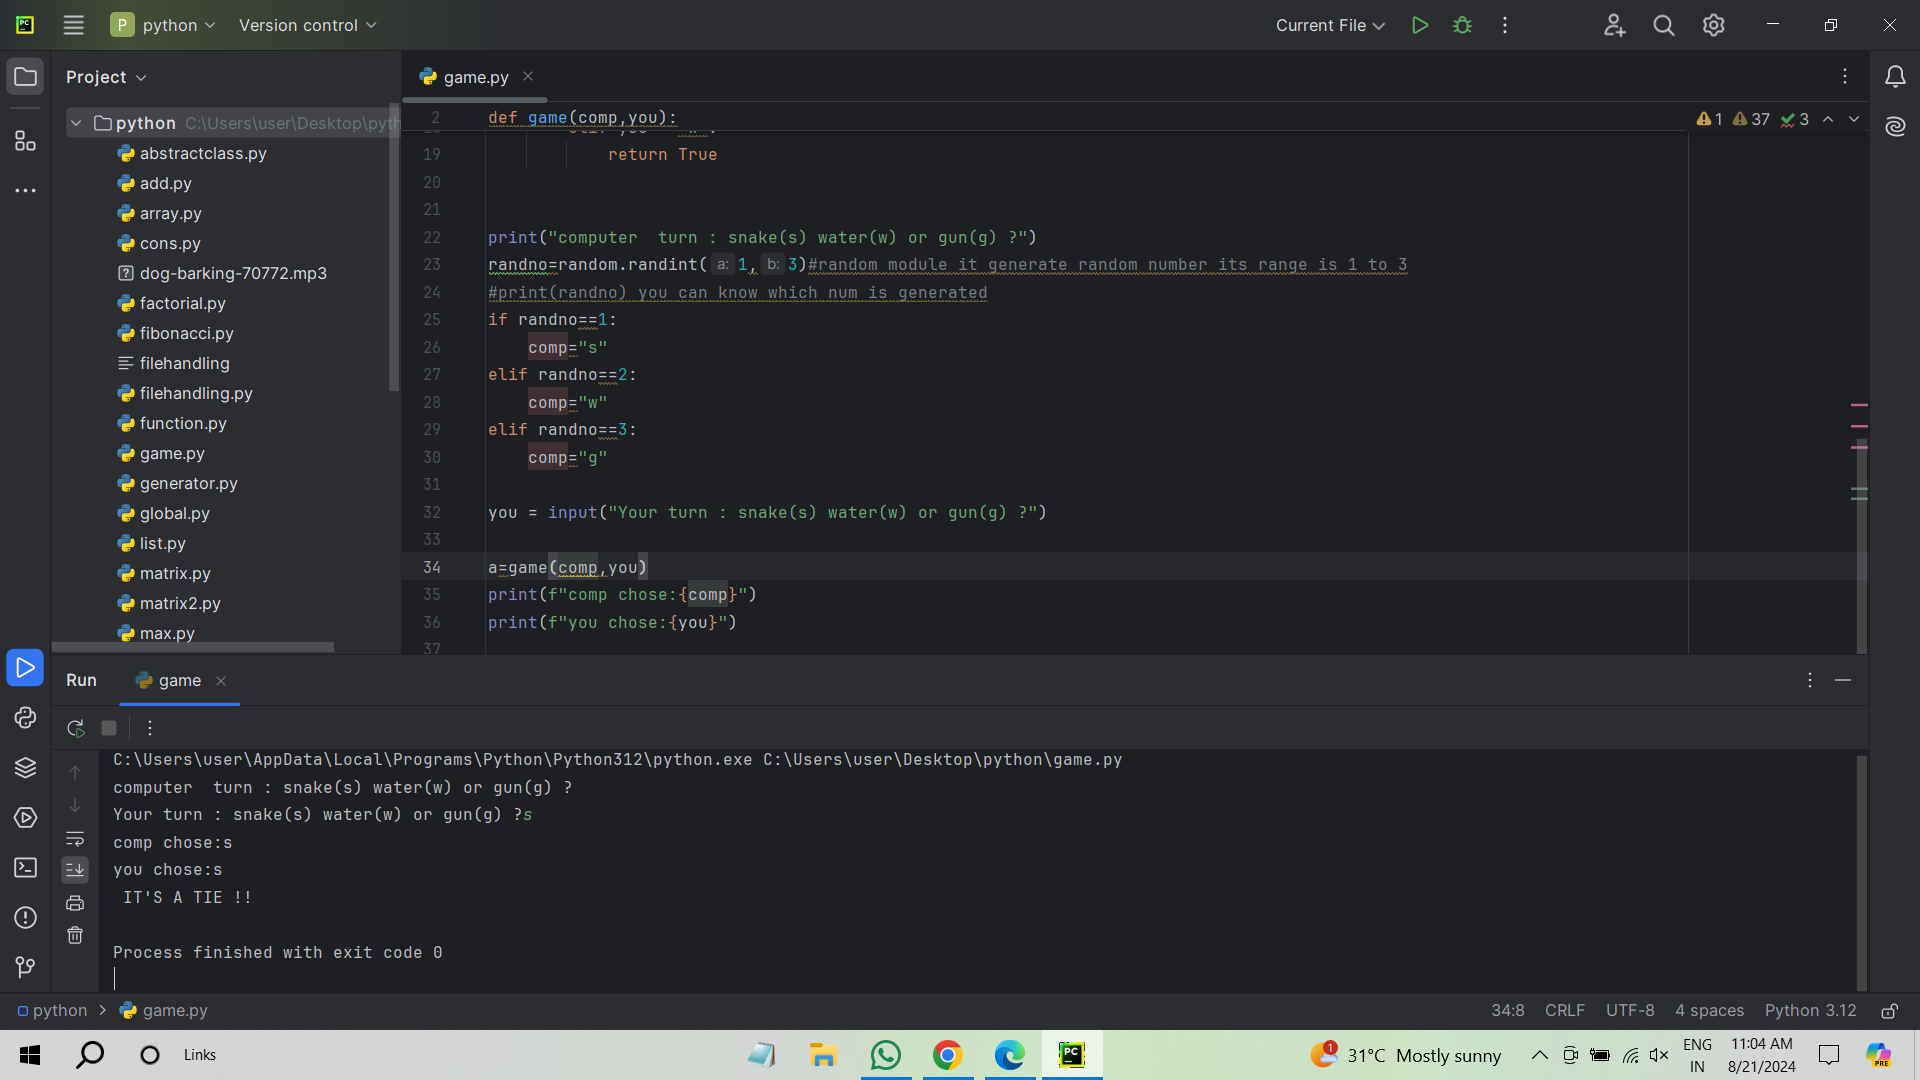 PC
P python Version control
Current File
Project
game.py
python C:\Users\user\Desktop\pyth
abstractclass.py
add.py
array.py
cons.py
dog-barking-70772.mp3
factorial.py
fibonacci.py
filehandling
filehandling.py
function.py
game.py
generator.py
global.py
list.py
matrix.py
matrix2.py
max.py
2 def game(comp,you):
1 37 3
19 return True
20
21
22 print("computer  turn : snake(s) water(w) or gun(g) ?")
23 randno=random.randint( a: 1, b: 3)#random module it generate random number its range is 1 to 3
24 #print(randno) you can know which num is generated
25 if randno==1:
26 comp="s"
27 elif randno==2:
28 comp="w"
29 elif randno==3:
30 comp="g"
31
32 you = input("Your turn : snake(s) water(w) or gun(g) ?")
33
34 a=game(comp,you)
35 print(f"comp chose:{comp}")
36 print(f"you chose:{you}")
37
Run game
C:\Users\user\AppData\Local\Programs\Python\Python312\python.exe C:\Users\user\Desktop\python\game.py
computer  turn : snake(s) water(w) or gun(g) ?
Your turn : snake(s) water(w) or gun(g) ?s
comp chose:s
you chose:s
IT'S A TIE !!
Process finished with exit code 0
python > game.py
34:8 CRLF UTF-8 4 spaces Python 3.12
Links
PC
1 31°C Mostly sunny
ENG
IN
11:04 AM
8/21/2024
PRE